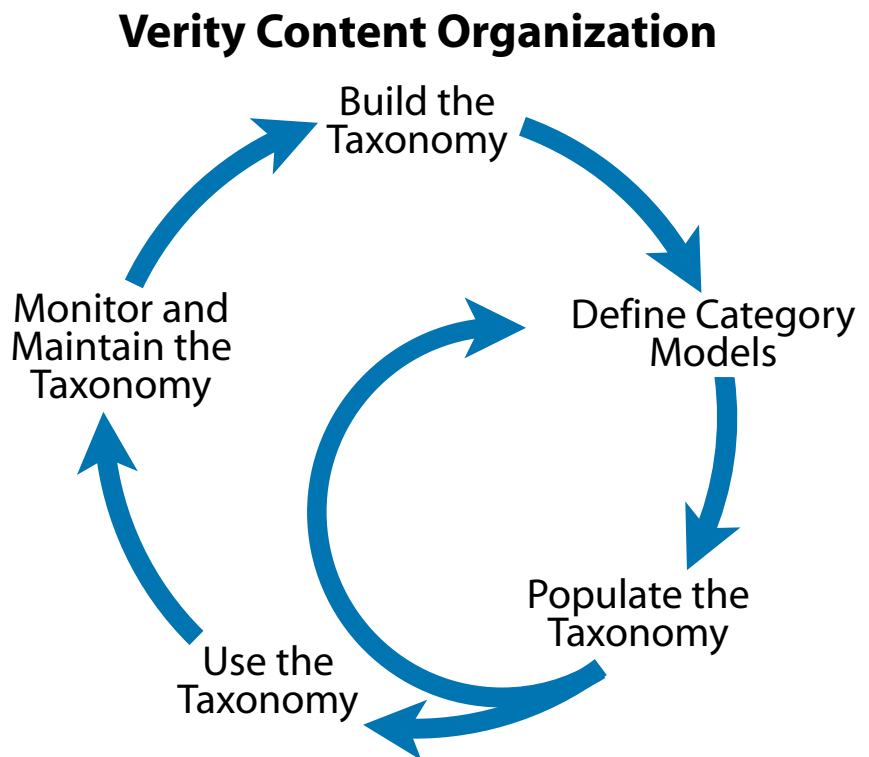 Verity Content Organization
Build the
Taxonomy
Define Category
Models
Populate the
Taxonomy
Use the
Taxonomy
Monitor and
Maintain the
Taxonomy